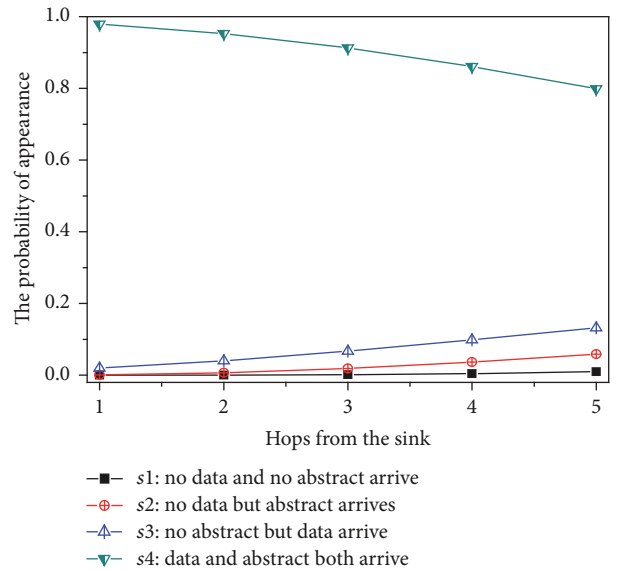 The probability of appearance
1.0
0.8
0.6
0.4
0.2
0.0
1 2 3 4 5
Hops from the sink
s1: no data and no abstract arrive
s2: no data but abstract arrives
s3: no abstract but data arrive
s4: data and abstract both arrive